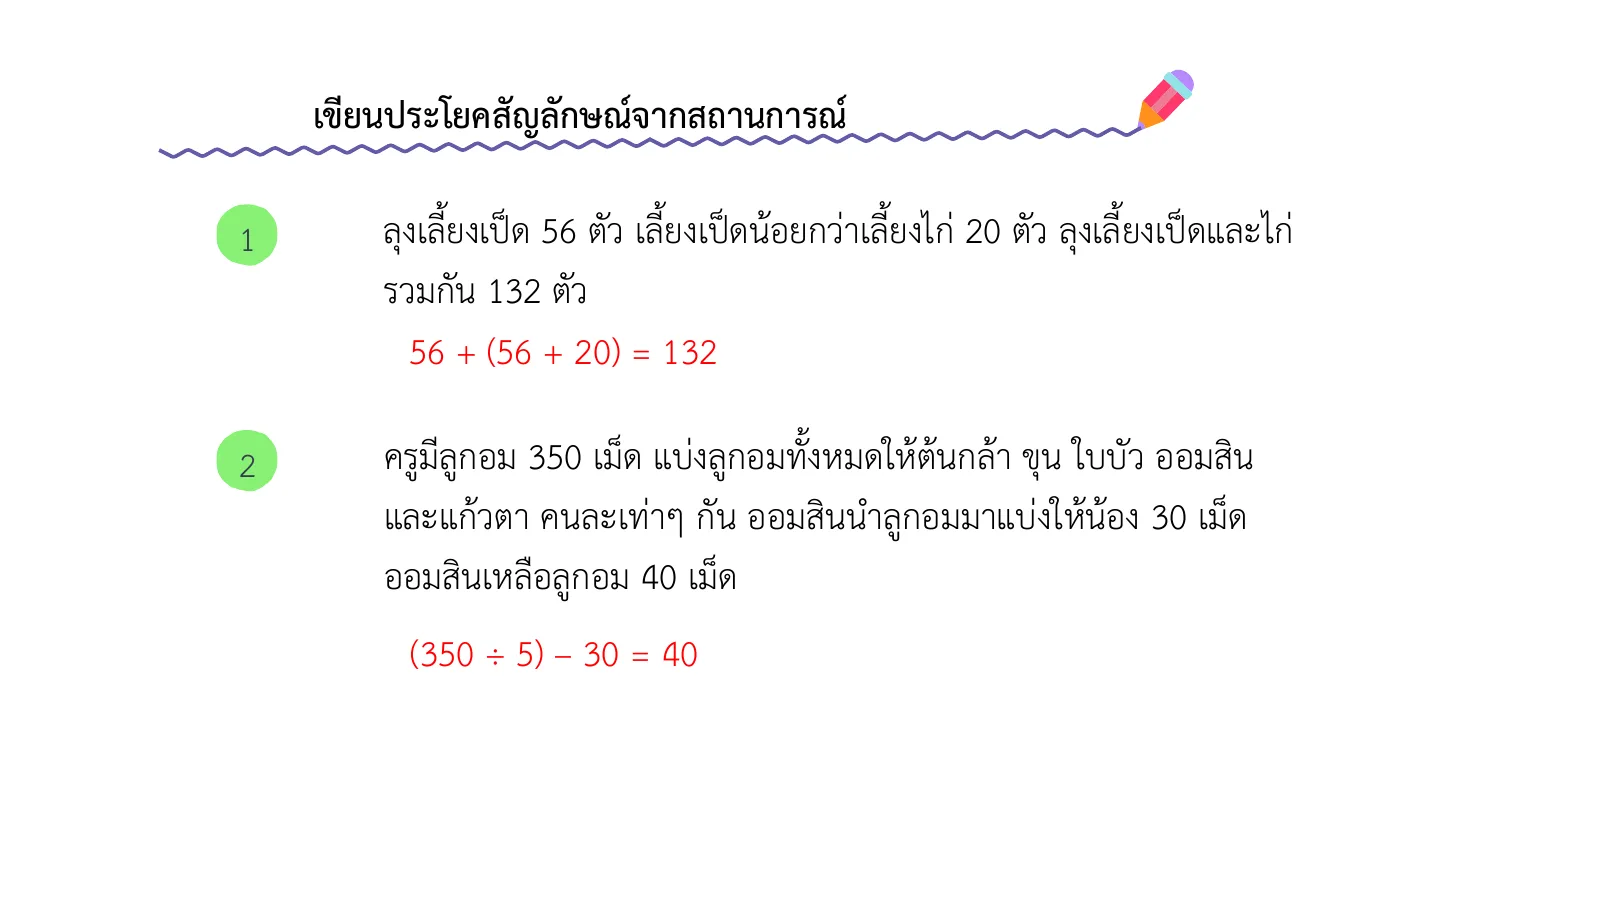 เขียนประโยคสัญลักษณ์จากสถานการณ์
1
ลุงเลี้ยงเป็ด 56 ตัว เลี้ยงเป็ดน้อยกว่าเลี้ยงไก่ 20 ตัว ลุงเลี้ยงเป็ดและไก่
รวมกัน 132 ตัว
56 + (56 + 20) = 132
2
ครูมีลูกอม 350 เม็ด แบ่งลูกอมทั้งหมดให้ต้นกล้า ขุน ใบบัว ออมสิน
และแก้วตา คนละเท่าๆ กัน ออมสินนำลูกอมมาแบ่งให้น้อง 30 เม็ด
ออมสินเหลือลูกอม 40 เม็ด
(350 ÷ 5) – 30 = 40